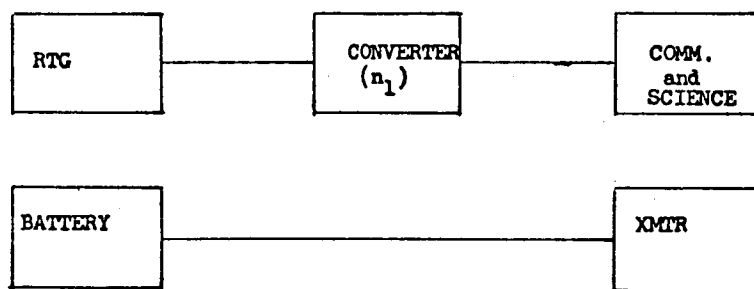 RTG
CONVERTER
(n1)
COMM.
and
SCIENCE
BATTERY
XMTR